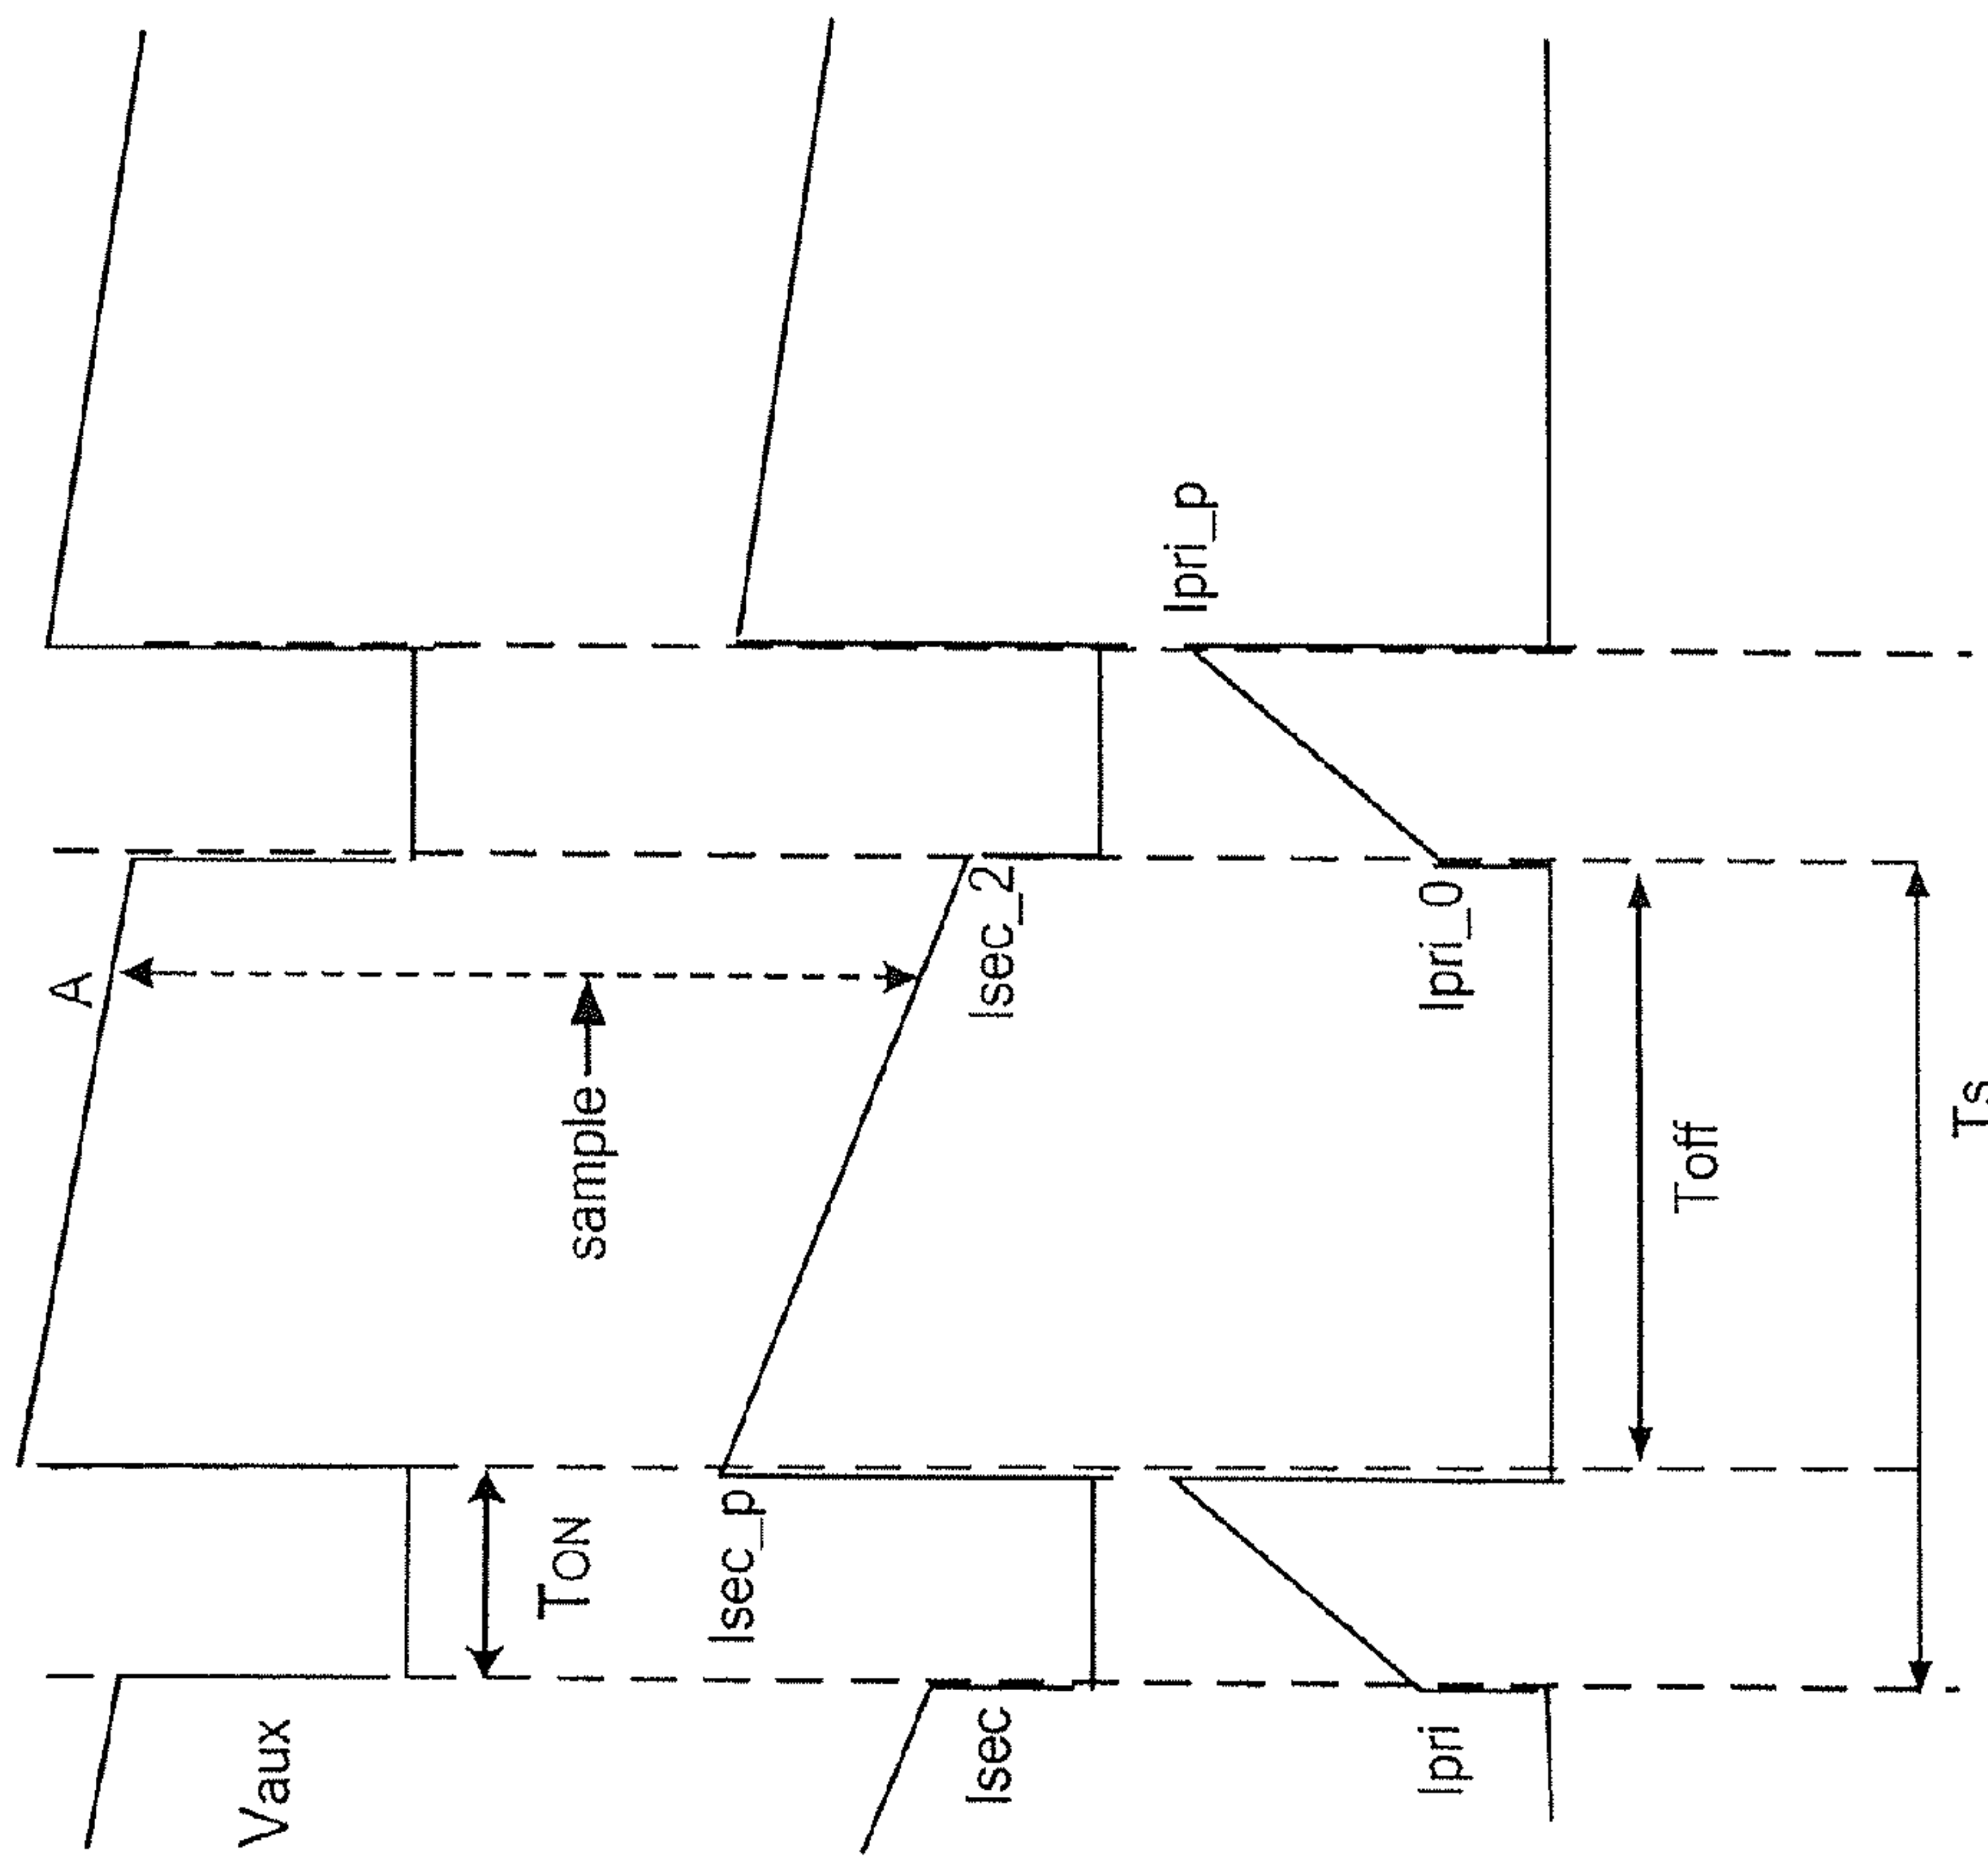 Vaux
A
TON
sample
Isec_p
Isec
Isec_2
Ipri_p
Ipri
Ipri_0
Toff
Ts